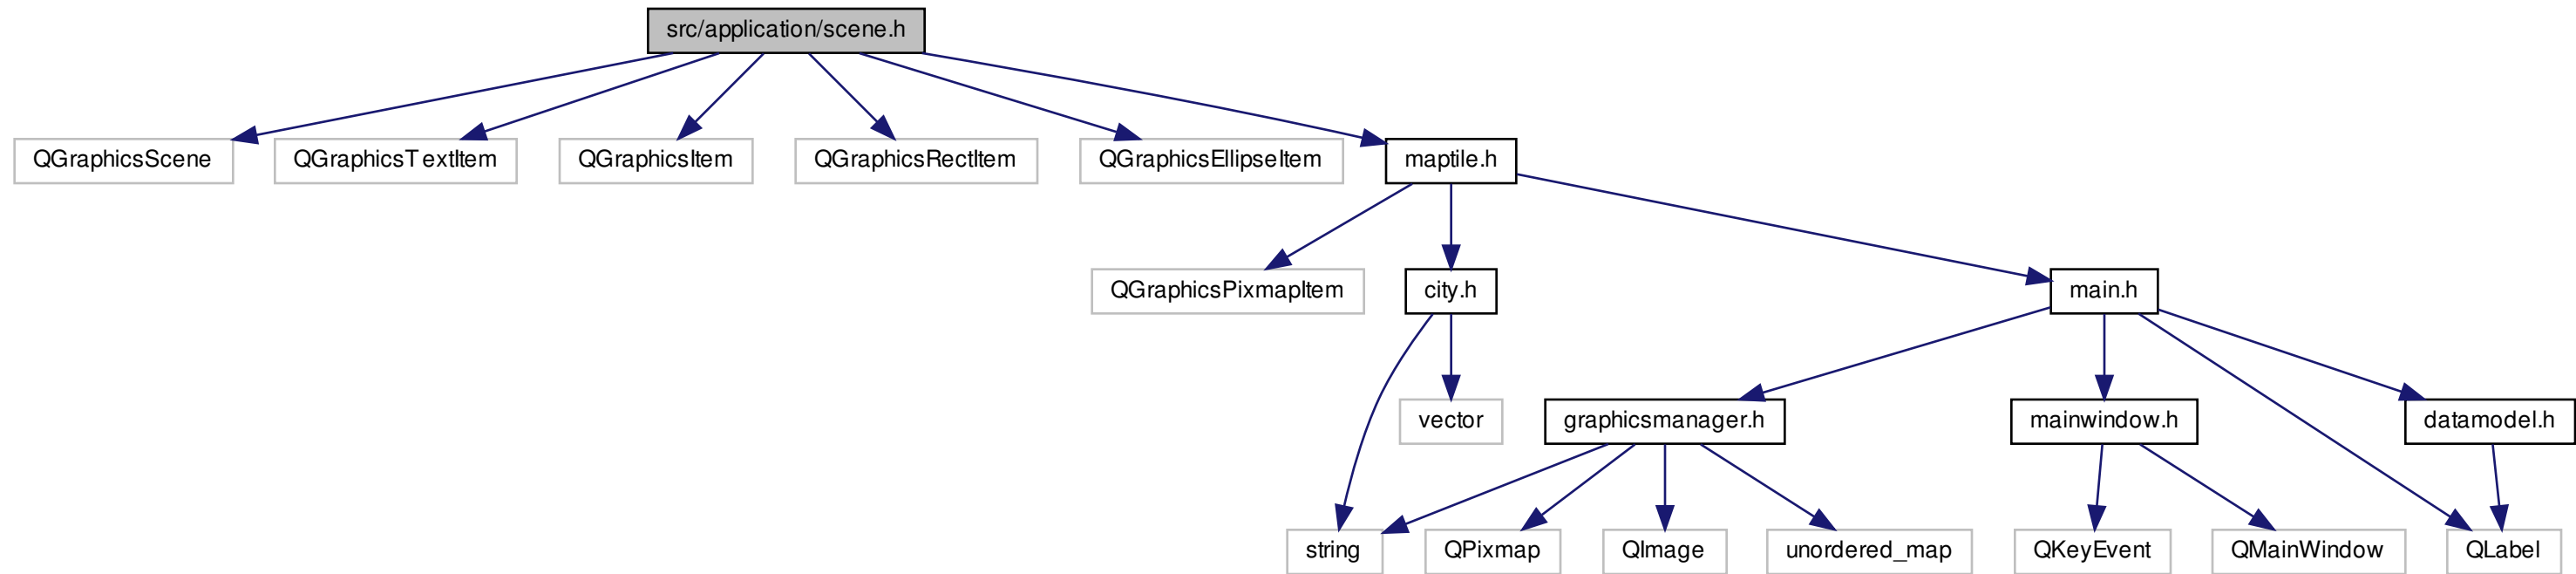 src/application/scene.h
QGraphicsScene
QGraphicsTextItem
QGraphicsItem
QGraphicsRectItem
QGraphicsEllipseItem
maptile.h
QGraphicsPixmapItem
city.h
main.h
vector
graphicsmanager.h
mainwindow.h
datamodel.h
string
QPixmap
QImage
unordered_map
QKeyEvent
QMainWindow
QLabel